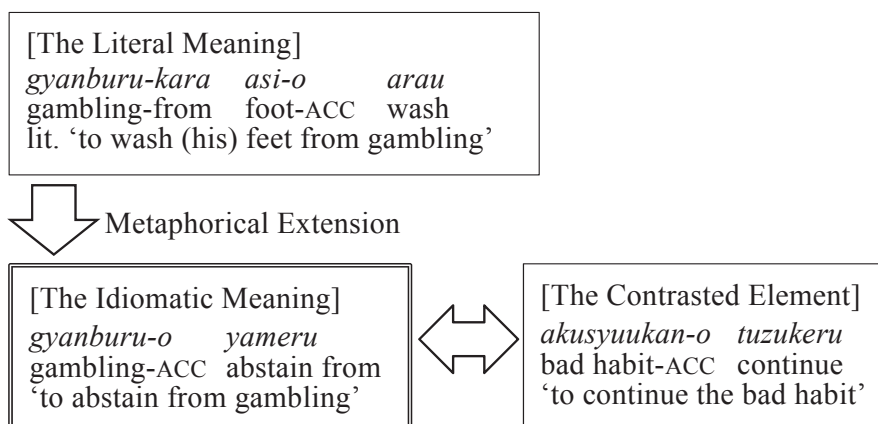 [The Literal Meaning]
gyanburu-kara asi-o arau
gambling-from foot-ACC wash
lit. ‘to wash (his) feet from gambling’
Metaphorical Extension
[The Idiomatic Meaning]
gyanburu-o yameru
gambling-ACC abstain from
‘to abstain from gambling’
[The Contrasted Element]
akusyuukan-o tuzukeru
bad habit-ACC continue
‘to continue the bad habit’